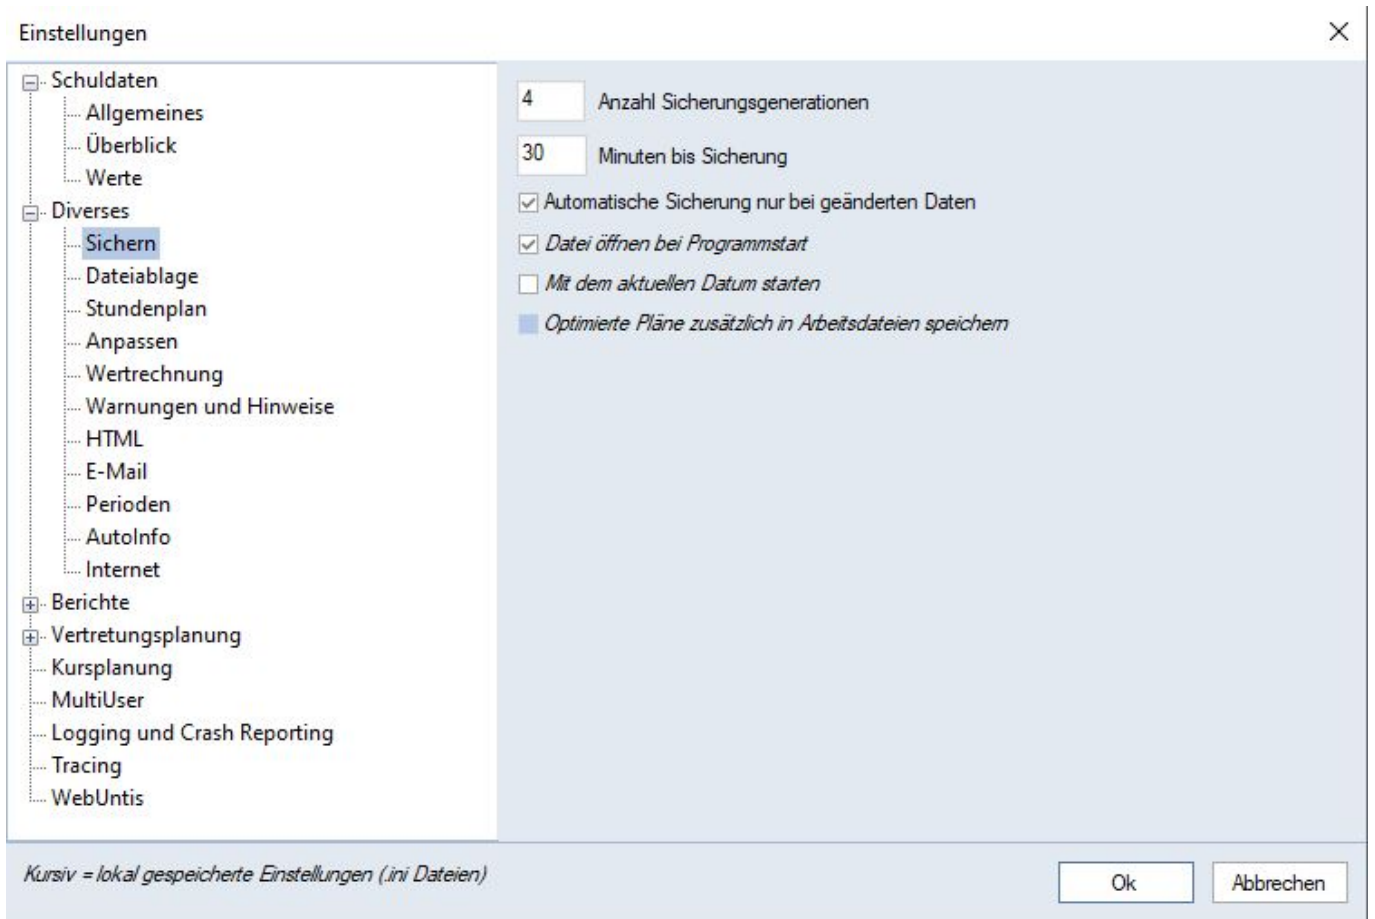 Einstellungen
Schuldaten
Allgemeines
Überblick
Werte
Diverses
Sichern
Dateiablage
Stundenplan
Anpassen
Wertrechnung
Warnungen und Hinweise
HTML
E-Mail
Perioden
AutoInfo
Internet
Berichte
Vertretungsplanung
Kursplanung
MultiUser
Logging und Crash Reporting
Tracing
WebUntis
4 Anzahl Sicherungsgenerationen
30 Minuten bis Sicherung
Automatische Sicherung nur bei geänderten Daten
Datei öffnen bei Programmstart
Mit dem aktuellen Datum starten
Optimierte Pläne zusätzlich in Arbeitsdateien speichern
Kursiv = lokal gespeicherte Einstellungen (.ini Dateien)
Ok
Abbrechen